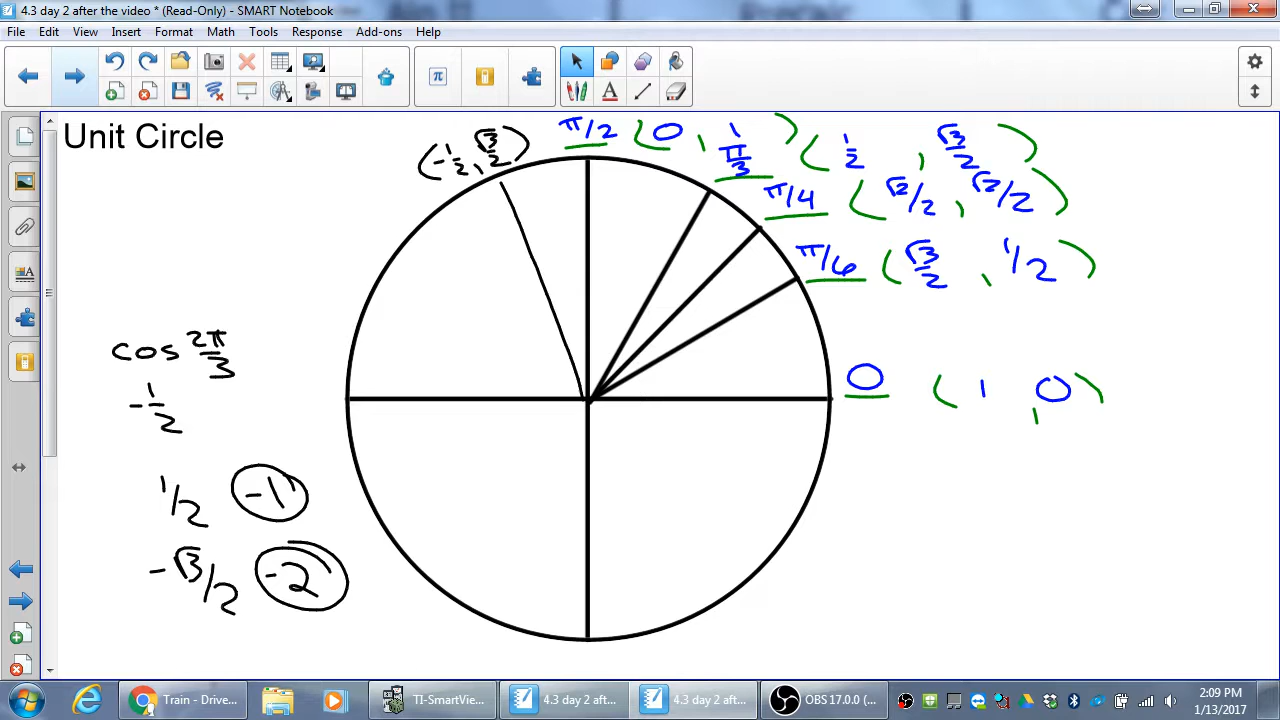 4.3 day 2 after the video * (Read-Only) - SMART Notebook
File Edit View Insert Format Math Tools Response Add-ons Help
Unit Circle
(-1/2, √3/2)
π/2 (0, 1)
π/3 (1/2, √3/2)
π/4 (√2/2, √2/2)
π/6 (√3/2, 1/2)
0 (1, 0)
cos 2π/3
-1/2
1/2 -1
-√3/2 -2
Train - Drive...
TI-SmartVie...
4.3 day 2 aft...
4.3 day 2 aft...
OBS 17.0.0 (...
2:09 PM
1/13/2017